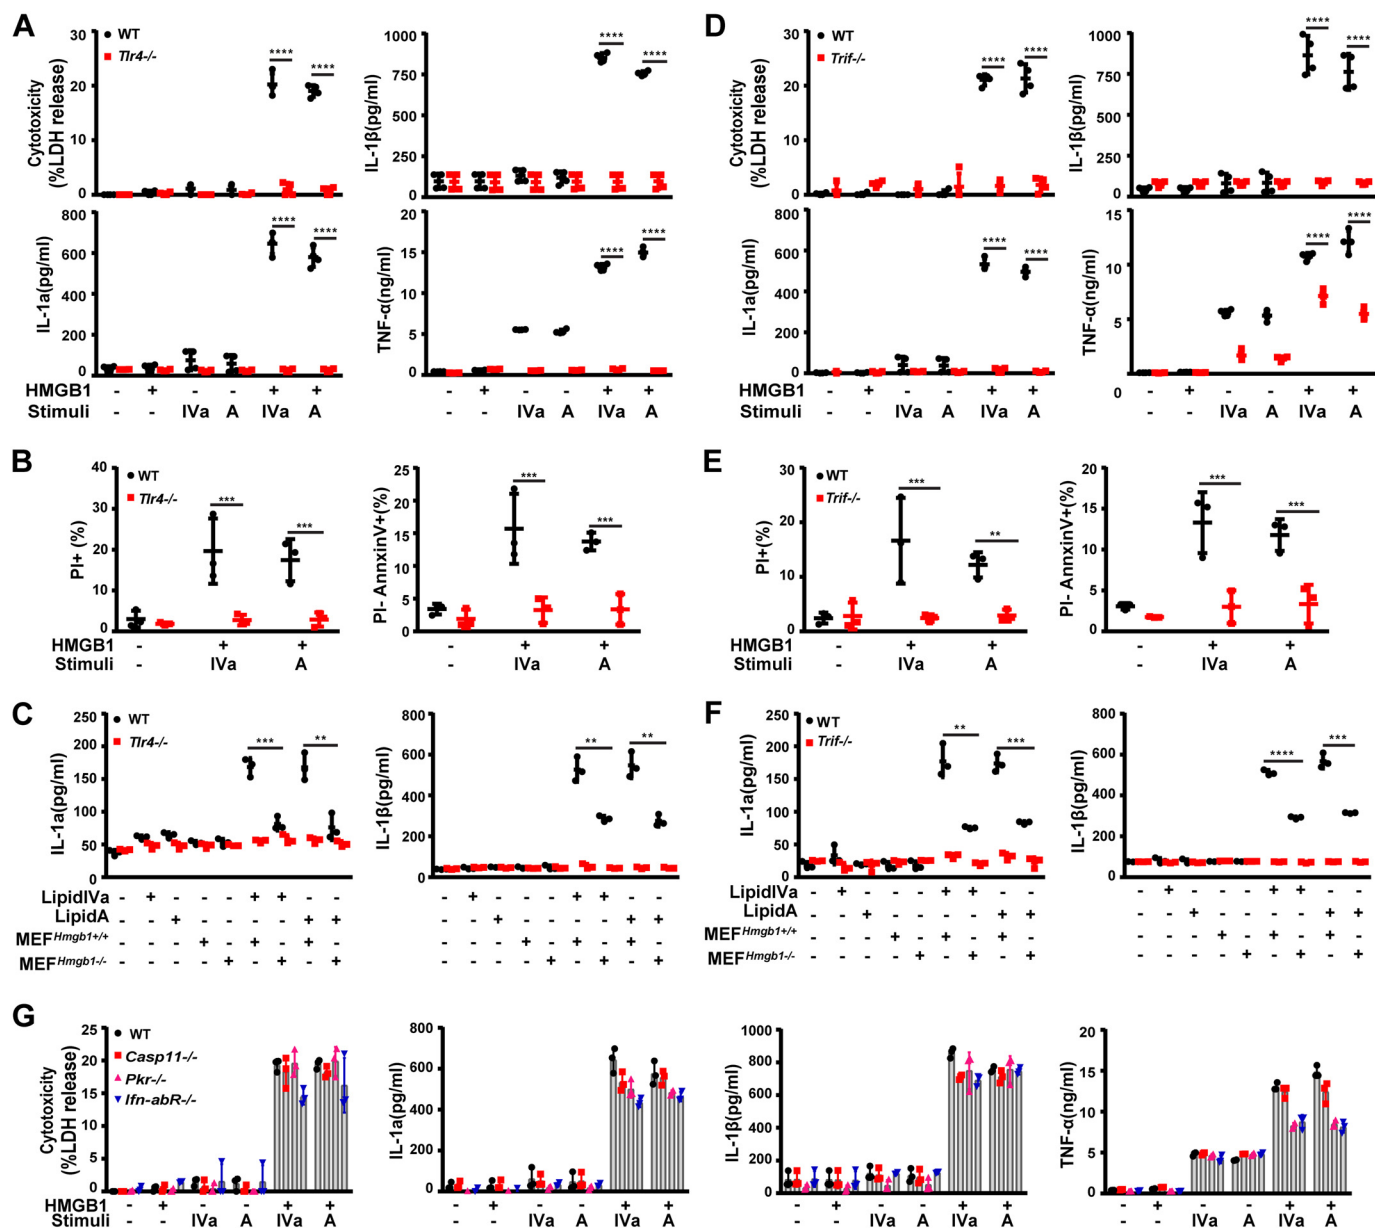 A
Cytotoxicity
(%LDH release)
30
20
10
0
WT
Tlr4-/-
****
****
IL-1β(pg/ml)
1000
750
500
250
0
****
****
IL-1a(pg/ml)
800
600
400
200
0
****
****
TNF-α(ng/ml)
20
15
10
5
0
****
****
HMGB1 - + - - + +
Stimuli - - IVa A IVa A
- + - - + +
- - IVa A IVa A
D
Cytotoxicity
(%LDH release)
30
20
10
0
WT
Trif-/-
****
****
IL-1β(pg/ml)
1000
750
500
250
0
****
****
IL-1a(pg/ml)
800
600
400
200
0
****
****
TNF-α(ng/ml)
15
10
5
0
****
****
HMGB1 - + - - + +
Stimuli - - IVa A IVa A
- + - - + +
- - IVa A IVa A
B
PI+(%)
40
30
20
10
0
WT
Tlr4-/-
***
***
PI- AnnxinV+(%)
25
20
15
10
5
0
***
***
HMGB1 - + +
Stimuli - IVa A
- + +
- IVa A
E
PI+(%)
30
20
10
0
WT
Trif-/-
***
**
PI- AnnxinV+(%)
20
15
10
5
0
***
***
HMGB1 - + +
Stimuli - IVa A
- + +
- IVa A
C
IL-1a(pg/ml)
250
200
150
100
50
0
WT
Tlr4-/-
***
**
IL-1β(pg/ml)
800
600
400
200
0
**
**
LipidIVa - + - - - + + - -
LipidA - - + - - - - + +
MEF Hmgb1+/+ - - - + - + - + -
MEF Hmgb1-/- - - - - + - + - +
- + - - - + + - -
- - + - - - - + +
- - - + - + - + -
- - - - + - + - +
F
IL-1a(pg/ml)
250
200
150
100
50
0
WT
Trif-/-
**
***
IL-1β(pg/ml)
800
600
400
200
0
****
***
LipidIVa - + - - - + + - -
LipidA - - + - - - - + +
MEF Hmgb1+/+ - - - + - + - + -
MEF Hmgb1-/- - - - - + - + - +
- + - - - + + - -
- - + - - - - + +
- - - + - + - + -
- - - - + - + - +
G
Cytotoxicity
(%LDH release)
25
20
15
10
5
0
WT
Casp11-/-
Pkr-/-
Ifn-abR-/-
IL-1a(pg/ml)
800
600
400
200
0
IL-1β(pg/ml)
1000
800
600
400
200
0
TNF-α(ng/ml)
20
15
10
5
0
HMGB1 - + - - + +
Stimuli - - IVa A IVa A
- + - - + +
- - IVa A IVa A
- + - - + +
- - IVa A IVa A
- + - - + +
- - IVa A IVa A